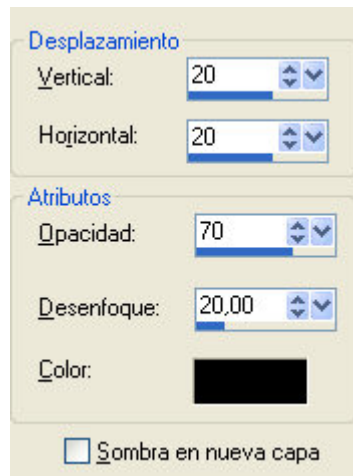 Desplazamiento
Vertical: 20
Horizontal: 20
Atributos
Opacidad: 70
Desenfoque: 20,00
Color:
Sombra en nueva capa